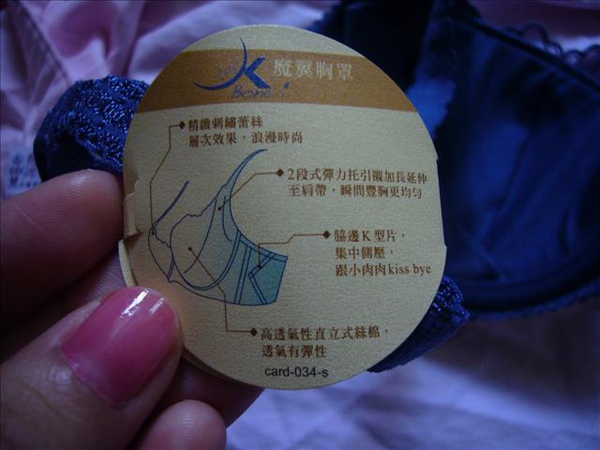 K 魔翼胸罩
精緻刺繡蕾絲
層次效果，浪漫時尚
2段式彈力托引襯加長延伸
至肩帶，瞬間豐胸更均勻
脇邊K型片，
集中側壓，
跟小肉肉kiss bye
高透氣性直立式絲棉，
透氣有彈性
card-034-s